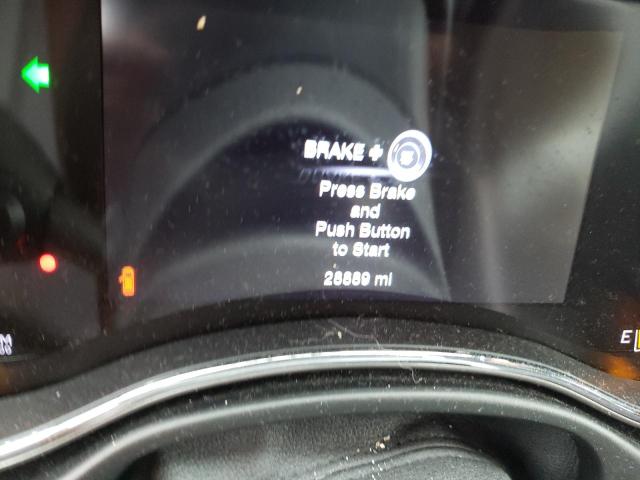 BRAKE +
Press Brake
and
Push Button
to Start
28889 mi
E